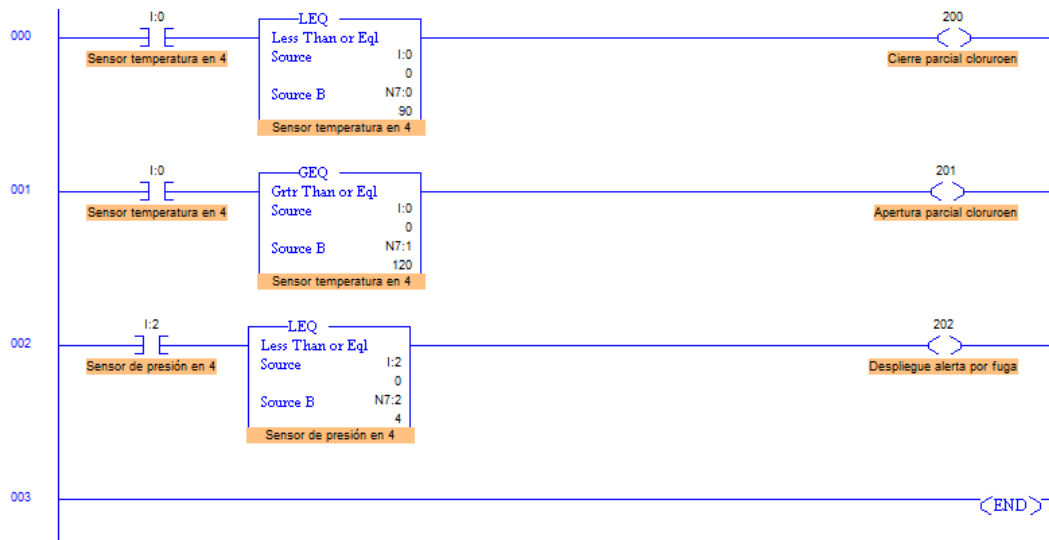 I:0
LEQ
200
000
Less Than or Eql
Sensor temperatura en 4
Source I:0
Cierre parcial cloruroen
0
Source B N7:0
90
Sensor temperatura en 4
I:0
GEQ
201
001
Grtr Than or Eql
Sensor temperatura en 4
Source I:0
Apertura parcial cloruroen
0
Source B N7:1
120
Sensor temperatura en 4
I:2
LEQ
202
002
Less Than or Eql
Sensor de presión en 4
Source I:2
Despliegue alerta por fuga
0
Source B N7:2
4
Sensor de presión en 4
003
END